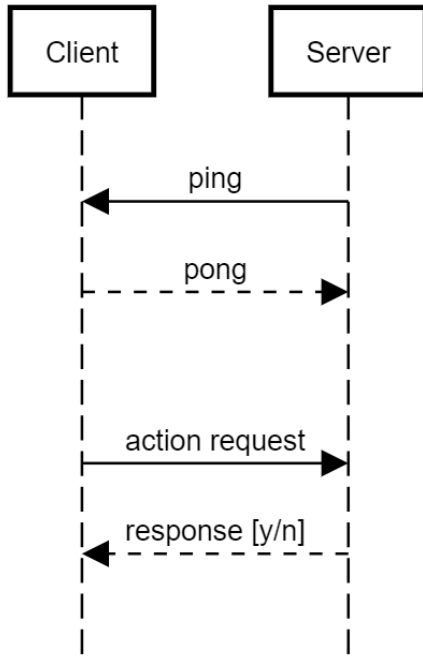 Client
Server
ping
pong
action request
response [y/n]